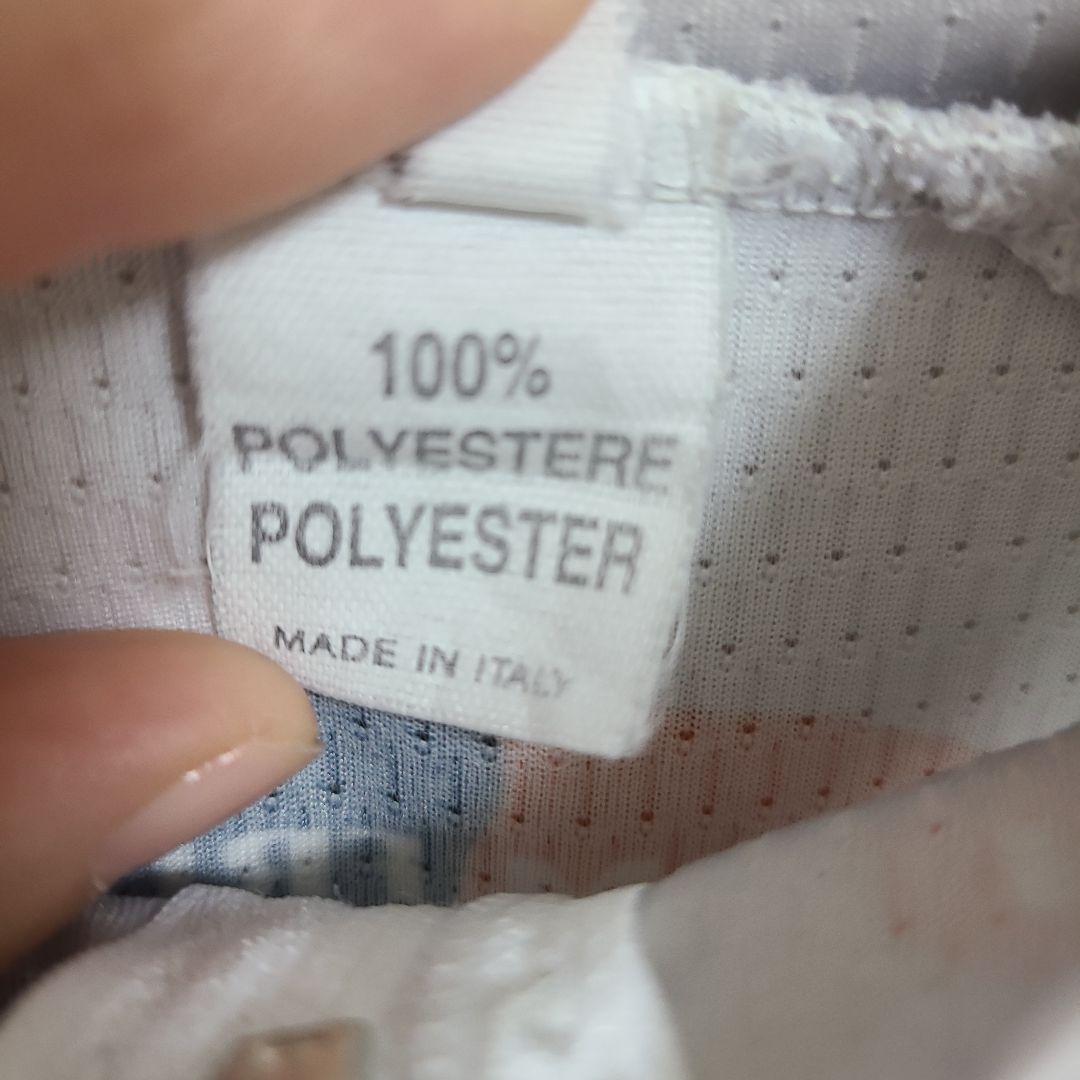 100%
POLYESTERE
POLYESTER
MADE IN ITALY